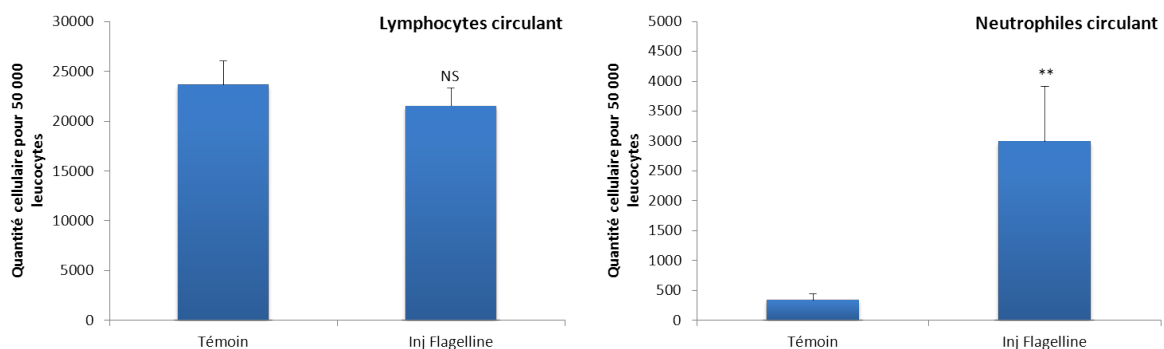 Lymphocytes circulant
Quantité cellulaire pour 50 000
leucocytes
30000
25000
20000
15000
10000
5000
0
NS
Témoin
Inj Flagelline
Neutrophiles circulant
Quantité cellulaire pour 50 000
leucocytes
5000
4500
4000
3500
3000
2500
2000
1500
1000
500
0
**
Témoin
Inj Flagelline